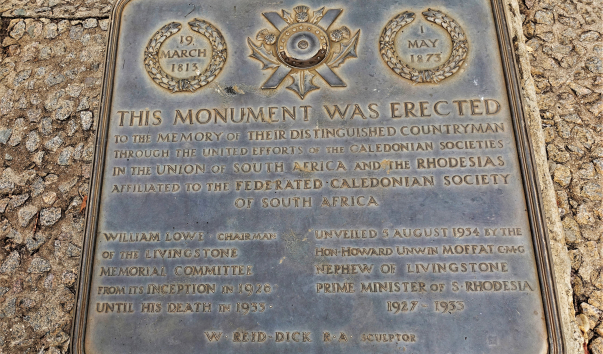 19
MARCH
1813
1
MAY
1873
THIS MONUMENT WAS ERECTED
TO THE MEMORY OF THEIR DISTINGUISHED COUNTRYMAN
THROUGH THE UNITED EFFORTS OF THE CALEDONIAN SOCIETIES
IN THE UNION OF SOUTH AFRICA AND THE RHODESIAS
AFFILIATED TO THE FEDERATED CALEDONIAN SOCIETY
OF SOUTH AFRICA
WILLIAM LOWE CHAIRMAN
OF THE LIVINGSTONE
MEMORIAL COMMITTEE
FROM ITS INCEPTION IN 1926
UNTIL HIS DEATH IN 1933
UNVEILED 5 AUGUST 1934 BY THE
HON·HOWARD UNWIN MOFFAT C·M·G
NEPHEW OF LIVINGSTONE
PRIME MINISTER OF S·RHODESIA
1927-1933
W·REID·DICK R·A· SCULPTOR